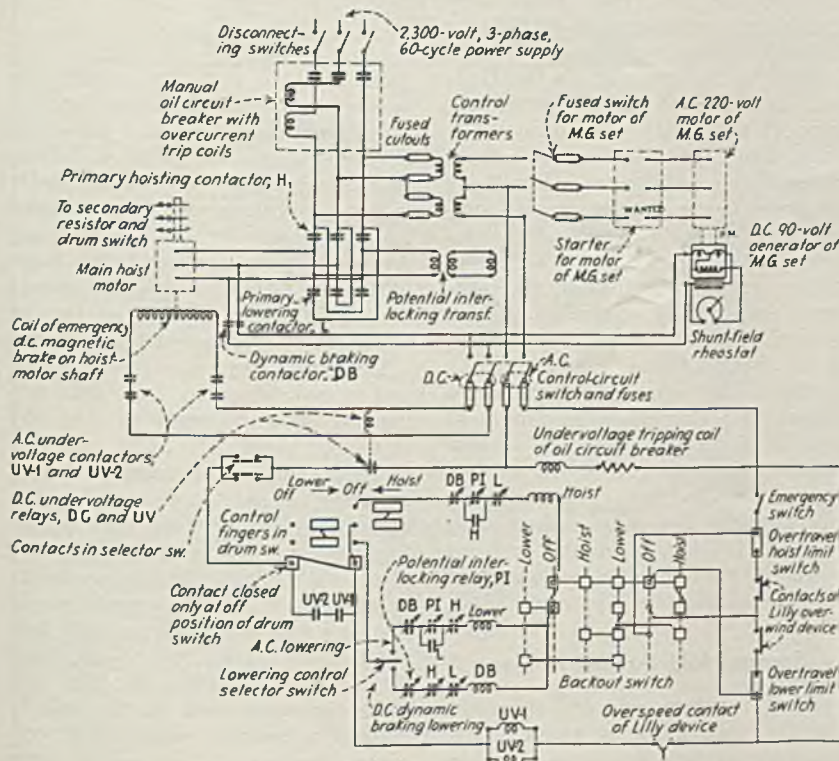 Disconnect-
ing switches
2,300-volt, 3-phase,
60-cycle power supply
Manual
oil circuit
breaker with
overcurrent
trip coils
Fused
cutouts
Control
trans-
formers
Fused switch
for motor of
M.G. set
A.C. 220-volt
motor of
M.G. set
Primary hoisting contactor, H
To secondary
resistor and
drum switch
Main hoist
motor
Starter
for motor
of M.G. set
D.C. 90-volt
generator of
M.G. set
Primary
lowering
contactor, L
Potential inter-
locking transf.
Shunt-field
rheostat
Coil of emergency
d.c. magnetic
brake on hoist-
motor shaft
Dynamic braking
contactor, DB
D.C.
A.C.
Control-circuit
switch and fuses
A.C. under-
voltage contactors
UV-1 and UV-2
Undervoltage tripping coil
of oil circuit breaker
D.C. undervoltage
relays, DC and UV
Lower
Off
Off
Hoist
DB PI L
Hoist
H
Contacts in selector sw.
Control
fingers in
drum sw.
Emergency
switch
Lower
Off
Hoist
Lower
Off
Hoist
Overtravel
hoist limit
switch
Potential inter-
locking relay, PI
Contact closed
only at off
position of drum
switch
UV2 UV-1
Contacts of
Lilly over-
wind device
DB PI H Lower
A.C. lowering
Lowering control
selector switch
H L DB
Backout switch
Overtravel
lower limit
switch
D.C. dynamic
braking lowering
UV-1
UV-2
Overspeed contact
of Lilly device